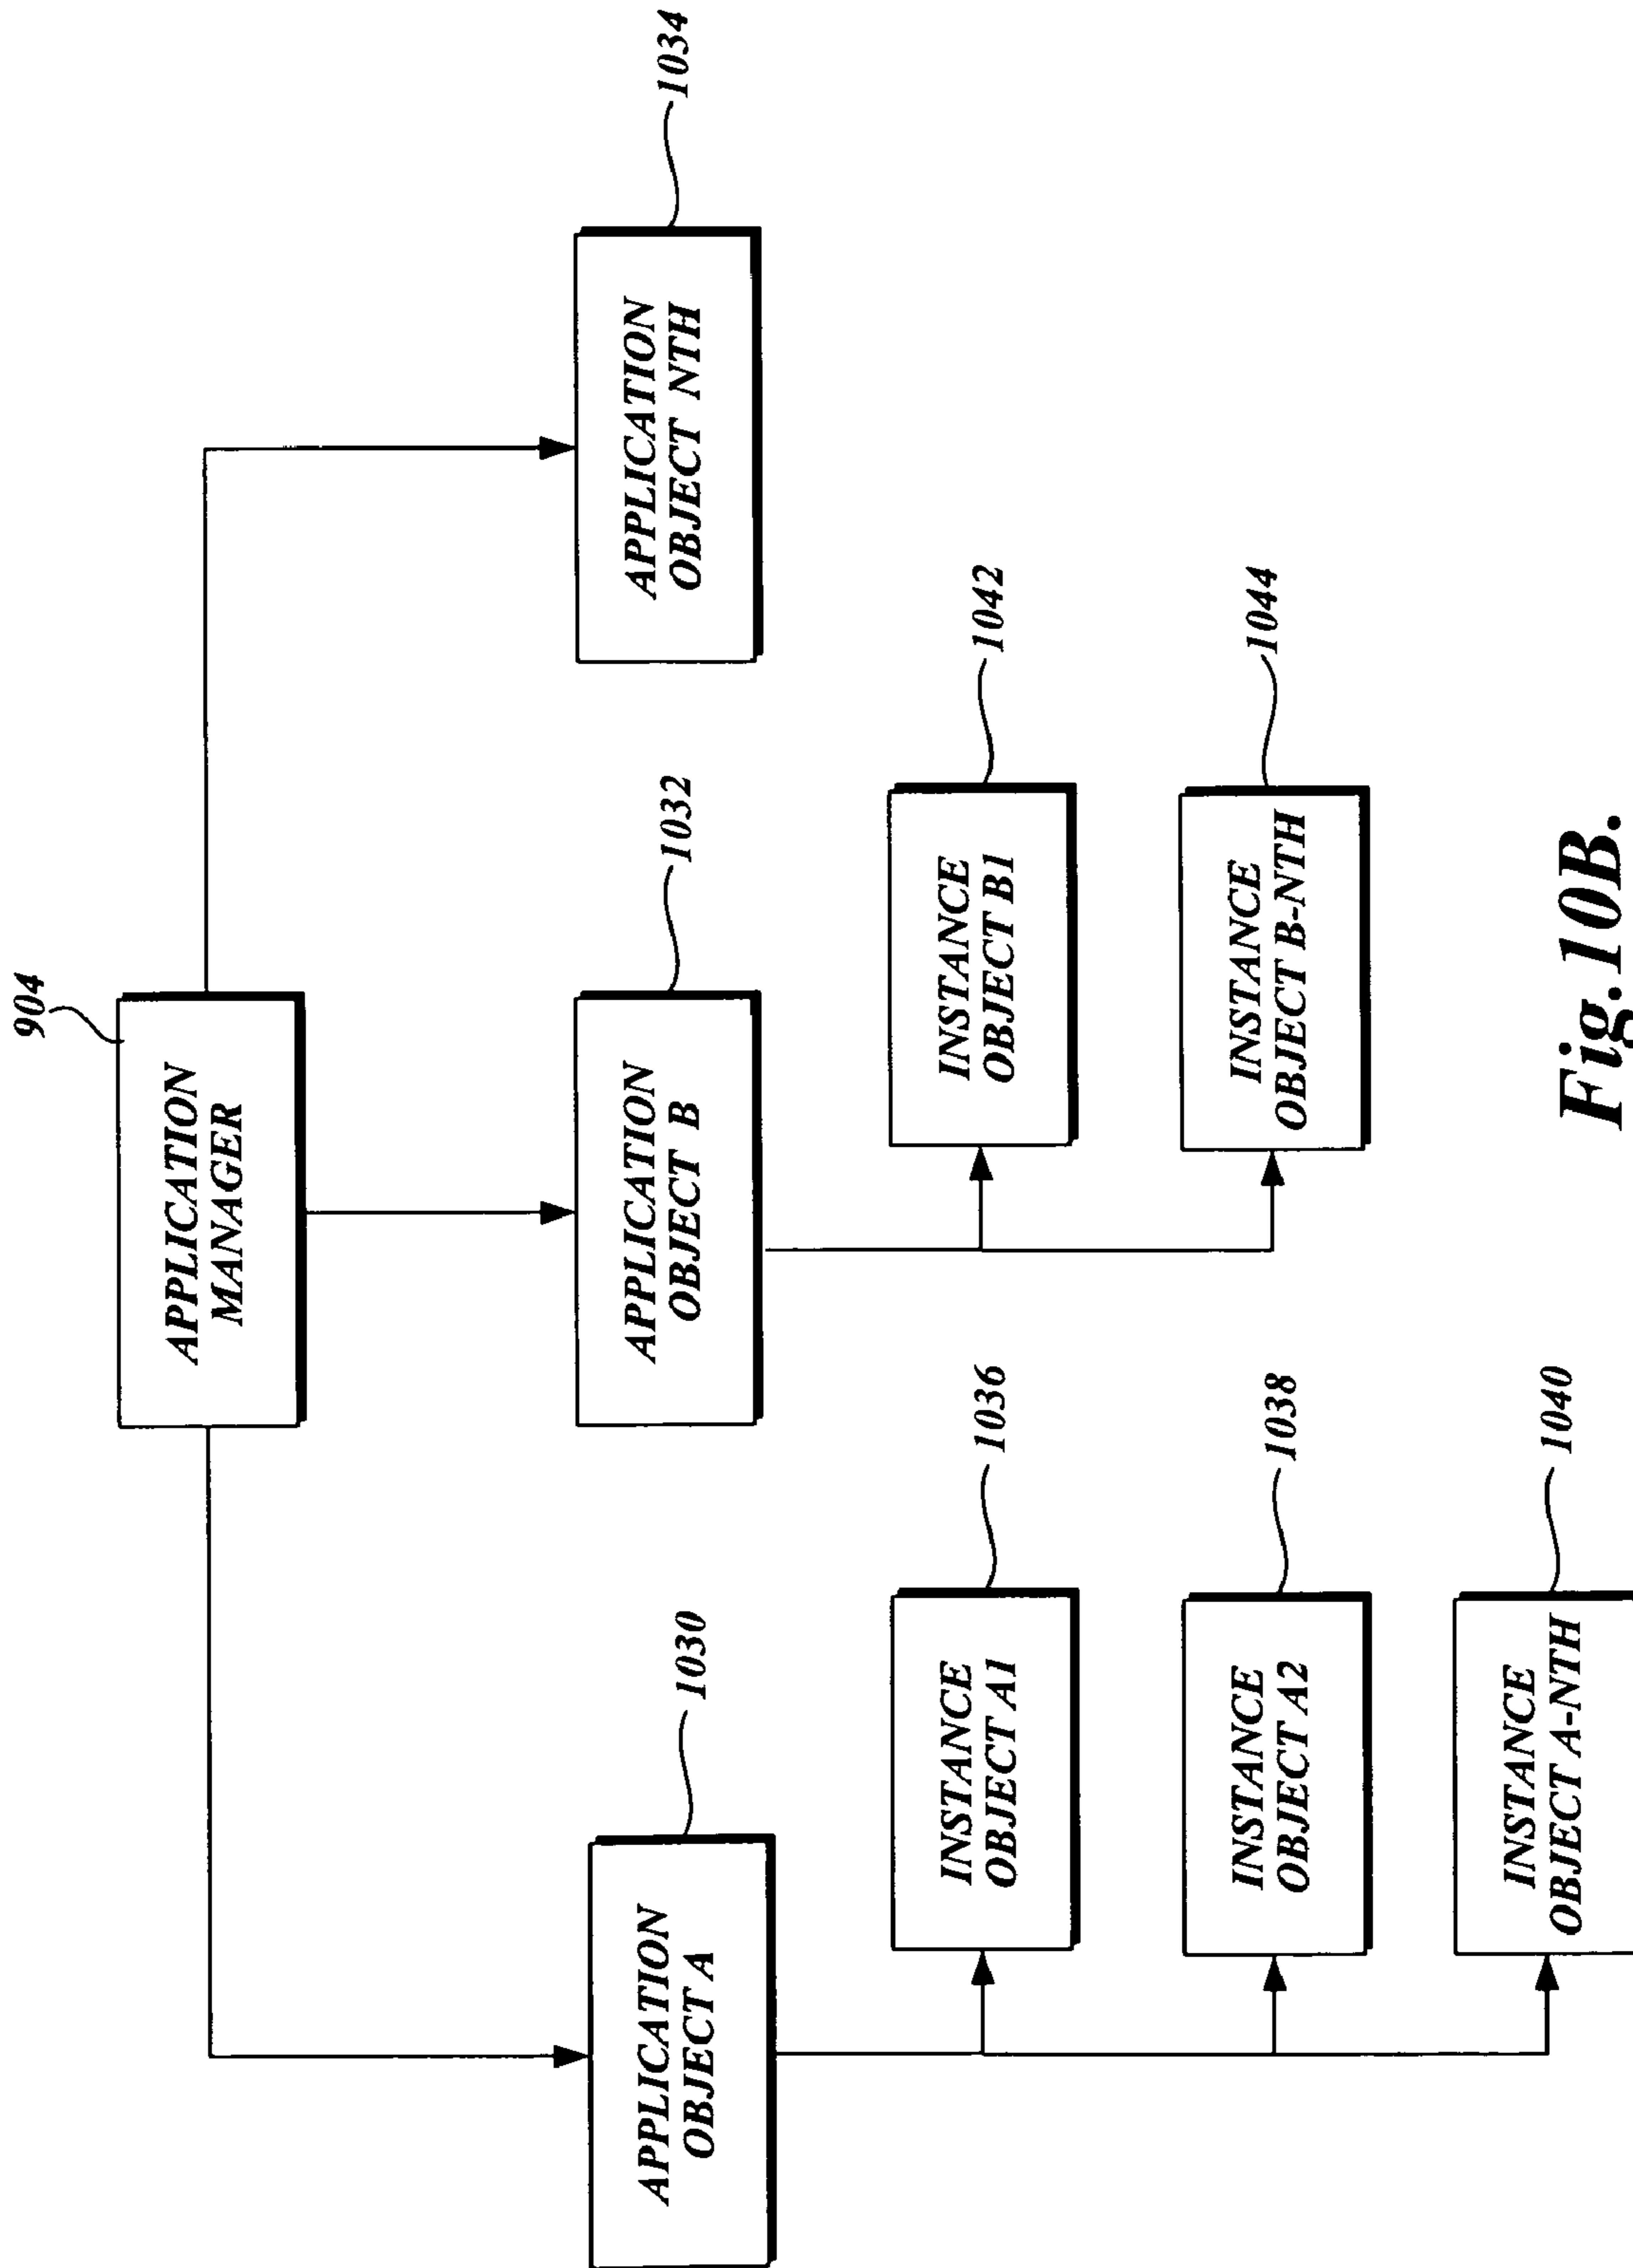 904
APPLICATION
MANAGER
1030
APPLICATION
OBJECT A
1032
APPLICATION
OBJECT B
1034
APPLICATION
OBJECT NTH
1036
INSTANCE
OBJECT A1
1042
INSTANCE
OBJECT B1
1038
INSTANCE
OBJECT A2
1044
INSTANCE
OBJECT B-NTH
1040
INSTANCE
OBJECT A-NTH
Fig.10B.